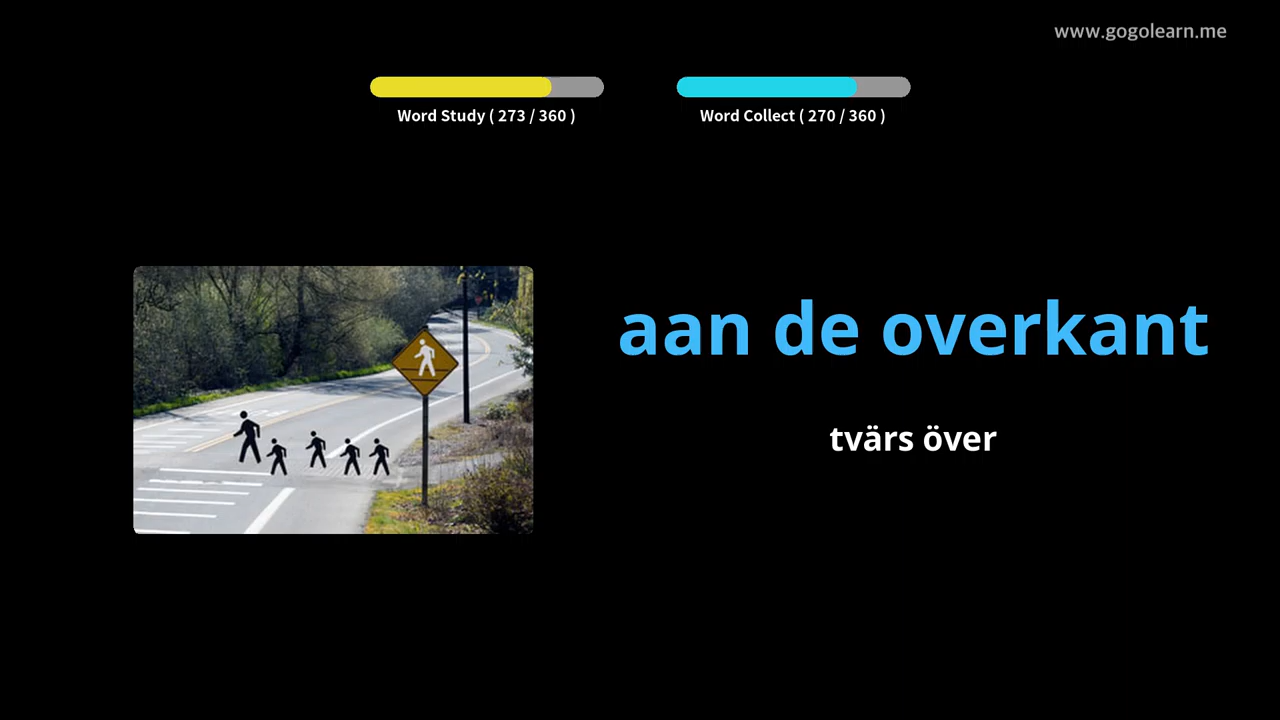 www.gogolearn.me
Word Study ( 273 / 360 )
Word Collect ( 270 / 360 )
aan de overkant
tvärs över